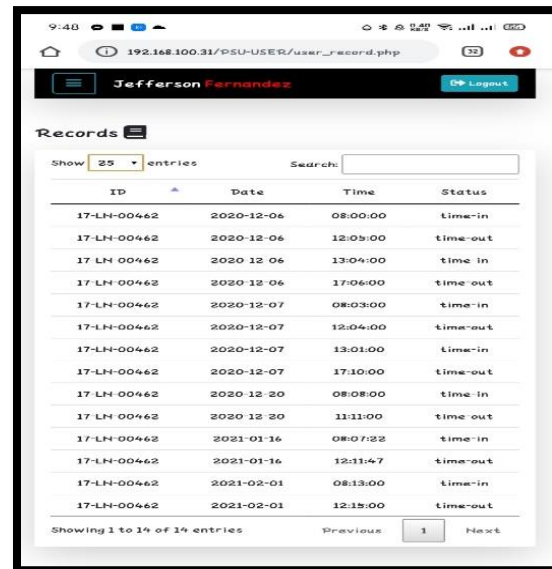 9:48
192.168.100.31/PSU-USER/user_record.php 32
Jefferson Fernandez Logout
Records
Show 25 entries Search:
ID Date Time Status
17-LN-00462 2020-12-06 08:00:00 time-in
17-LN-00462 2020-12-06 12:05:00 time-out
17-LN-00462 2020-12-06 13:04:00 time-in
17-LN-00462 2020-12-06 17:06:00 time-out
17-LN-00462 2020-12-07 08:03:00 time-in
17-LN-00462 2020-12-07 12:04:00 time-out
17-LN-00462 2020-12-07 13:01:00 time-in
17-LN-00462 2020-12-07 17:10:00 time-out
17-LN-00462 2020-12-20 08:08:00 time-in
17-LN-00462 2020-12-20 11:11:00 time-out
17-LN-00462 2021-01-16 08:07:22 time-in
17-LN-00462 2021-01-16 12:11:47 time-out
17-LN-00462 2021-02-01 08:13:00 time-in
17-LN-00462 2021-02-01 12:15:00 time-out
Showing 1 to 14 of 14 entries Previous 1 Next